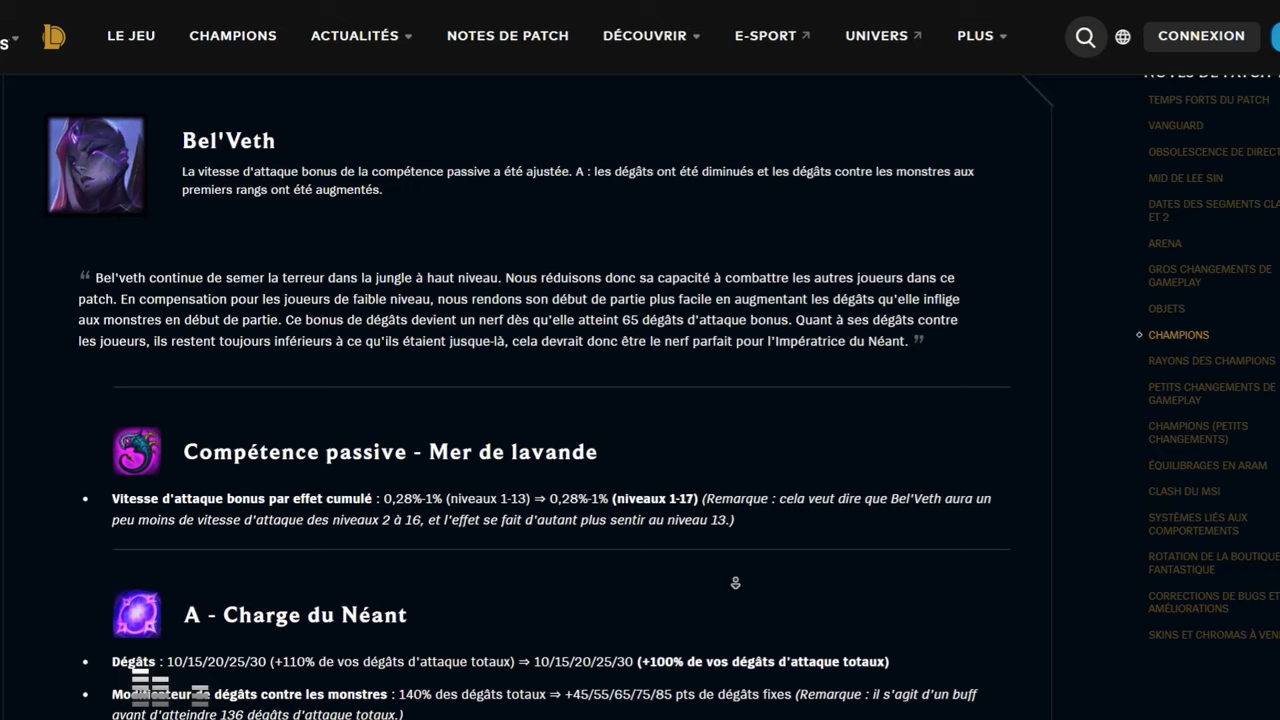 S
LE JEU CHAMPIONS ACTUALITÉS NOTES DE PATCH DÉCOUVRIR E-SPORT UNIVERS PLUS CONNEXION
Bel'Veth
La vitesse d'attaque bonus de la compétence passive a été ajustée. A : les dégâts ont été diminués et les dégâts contre les monstres aux
premiers rangs ont été augmentés.
“ Bel'veth continue de semer la terreur dans la jungle à haut niveau. Nous réduisons donc sa capacité à combattre les autres joueurs dans ce
patch. En compensation pour les joueurs de faible niveau, nous rendons son début de partie plus facile en augmentant les dégâts qu'elle inflige
aux monstres en début de partie. Ce bonus de dégâts devient un nerf dès qu'elle atteint 65 dégâts d'attaque bonus. Quant à ses dégâts contre
les joueurs, ils restent toujours inférieurs à ce qu'ils étaient jusque-là, cela devrait donc être le nerf parfait pour l'Impératrice du Néant. ”
Compétence passive - Mer de lavande
• Vitesse d'attaque bonus par effet cumulé : 0,28%-1% (niveaux 1-13) ⇒ 0,28%-1% (niveaux 1-17) (Remarque : cela veut dire que Bel'Veth aura un
peu moins de vitesse d'attaque des niveaux 2 à 16, et l'effet se fait d'autant plus sentir au niveau 13.)
A - Charge du Néant
• Dégâts : 10/15/20/25/30 (+110% de vos dégâts d'attaque totaux) ⇒ 10/15/20/25/30 (+100% de vos dégâts d'attaque totaux)
• Modificateur de dégâts contre les monstres : 140% des dégâts totaux ⇒ +45/55/65/75/85 pts de dégâts fixes (Remarque : il s'agit d'un buff
avant d'atteindre 136 dégâts d'attaque totaux.)
NOTES DE PATCH
TEMPS FORTS DU PATCH
VANGUARD
OBSOLESCENCE DE DIRECT
MID DE LEE SIN
DATES DES SEGMENTS CLA
ET 2
ARENA
GROS CHANGEMENTS DE
GAMEPLAY
OBJETS
CHAMPIONS
RAYONS DES CHAMPIONS
PETITS CHANGEMENTS DE
GAMEPLAY
CHAMPIONS (PETITS
CHANGEMENTS)
ÉQUILIBRAGES EN ARAM
CLASH DU MSI
SYSTÈMES LIÉS AUX
COMPORTEMENTS
ROTATION DE LA BOUTIQUE
FANTASTIQUE
CORRECTIONS DE BUGS ET
AMÉLIORATIONS
SKINS ET CHROMAS À VENI